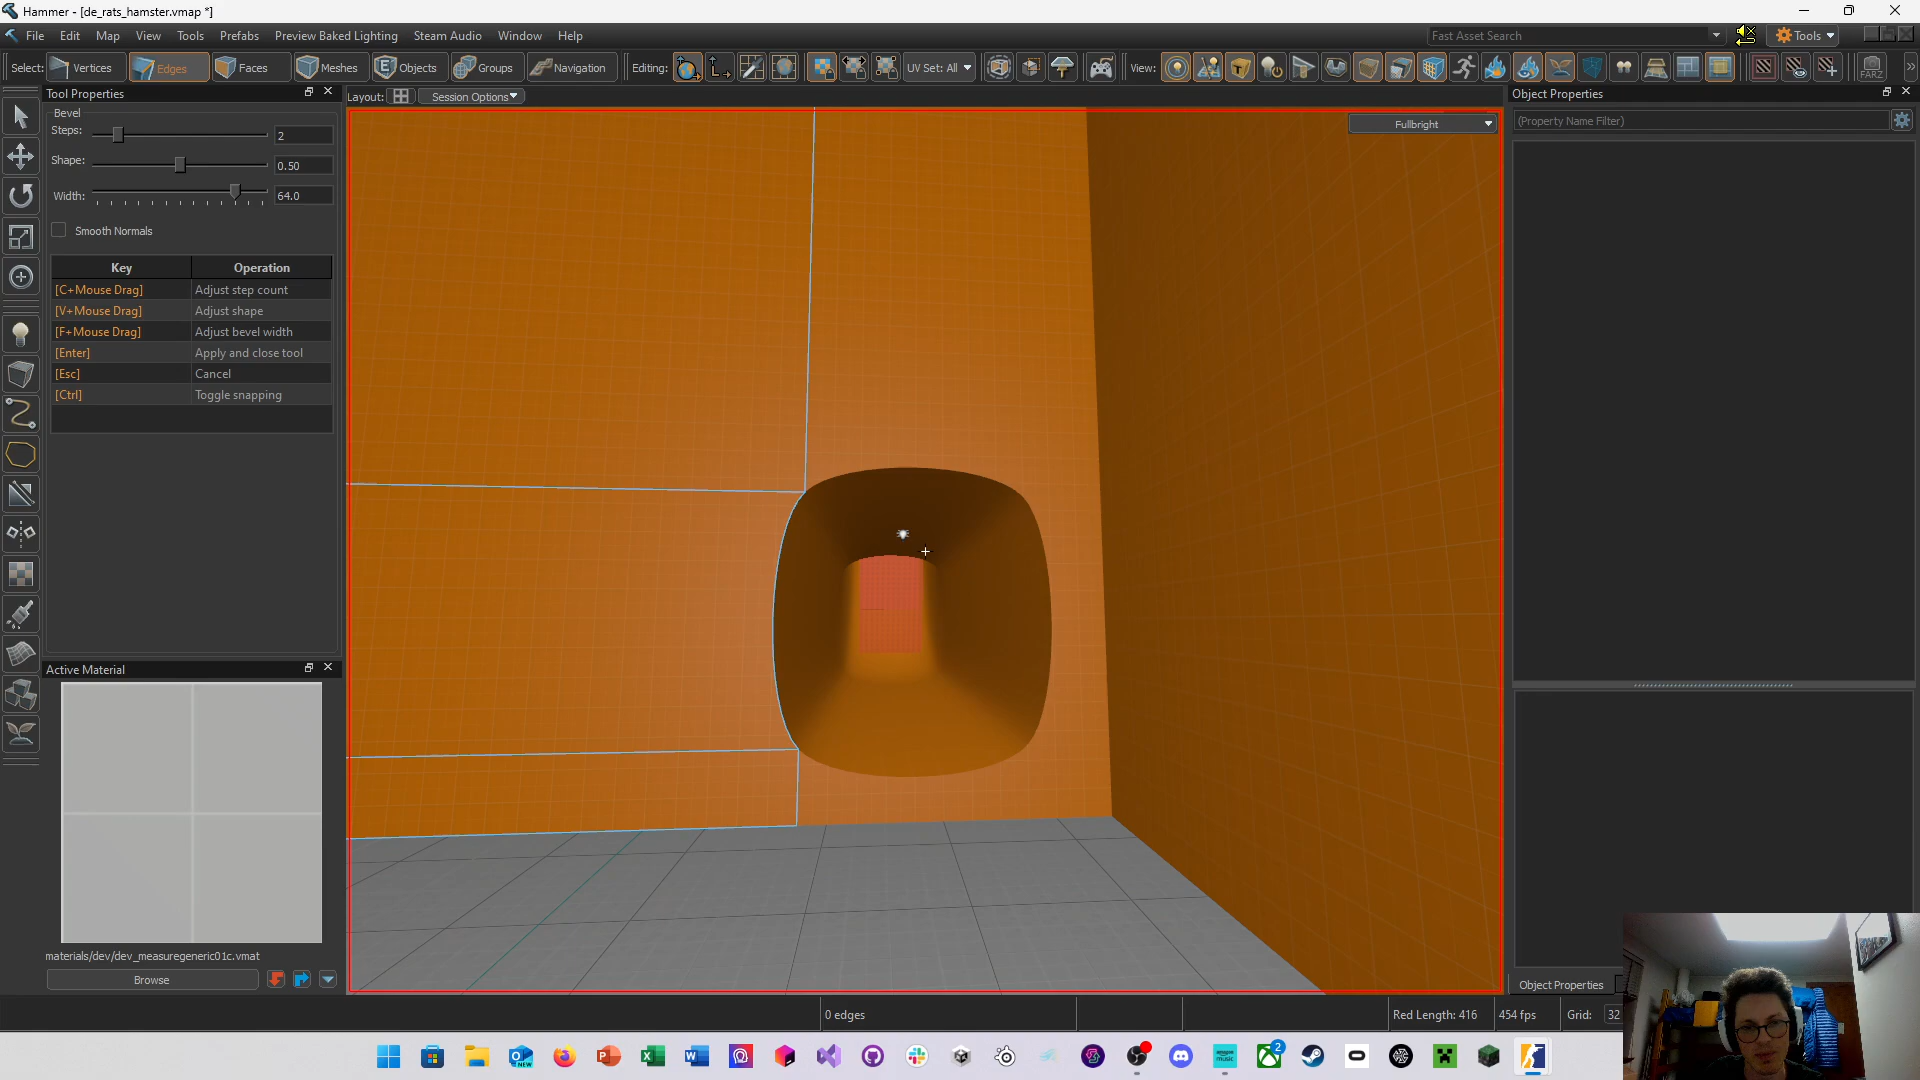 Hammer - [de_rats_hamster.vmap *]
File Edit Map View Tools Prefabs Preview Baked Lighting Steam Audio Window Help
Fast Asset Search
Tools
Select: Vertices Edges Faces Meshes Objects Groups Navigation Editing: UV Set: All View: FARZ
Tool Properties
Layout: Session Options
Object Properties
Bevel
Steps: 2
Shape: 0.50
Width: 64.0
Smooth Normals
Fullbright
(Property Name Filter)
Key Operation
[C+Mouse Drag] Adjust step count
[V+Mouse Drag] Adjust shape
[F+Mouse Drag] Adjust bevel width
[Enter] Apply and close tool
[Esc] Cancel
[Ctrl] Toggle snapping
Active Material
materials/dev/dev_measuregeneric01c.vmat
Browse
Object Properties
0 edges
Red Length: 416
454 fps
Grid: 32
NEW
2